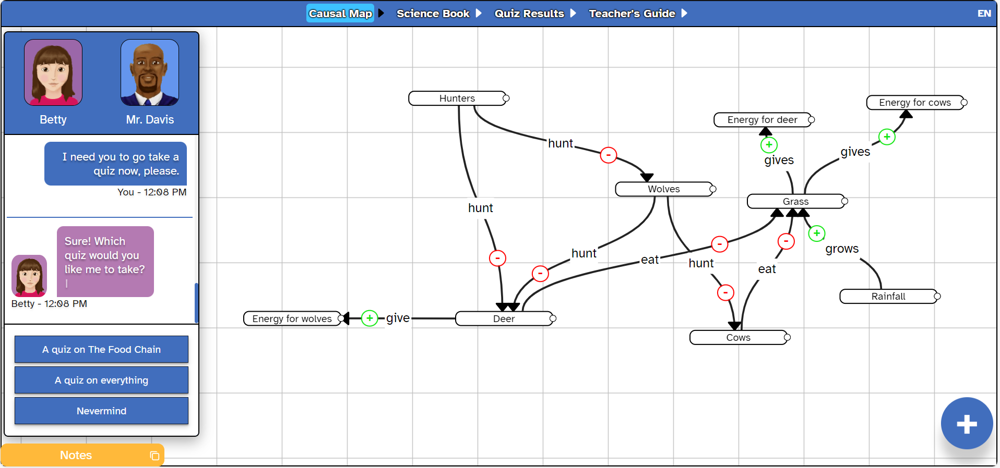 Causal Map
Science Book
Quiz Results
Teacher's Guide
EN
Betty
Mr. Davis
I need you to go take a
quiz now, please.
You - 12:08 PM
Sure! Which
quiz would you
like me to take?
Betty - 12:08 PM
A quiz on The Food Chain
A quiz on everything
Nevermind
Notes
Hunters
Energy for deer
Energy for cows
hunt
-
+
gives
+
gives
Wolves
Grass
hunt
-
hunt
-
eat
-
hunt
-
eat
-
+
grows
Rainfall
Energy for wolves
+
give
Deer
-
Cows
+